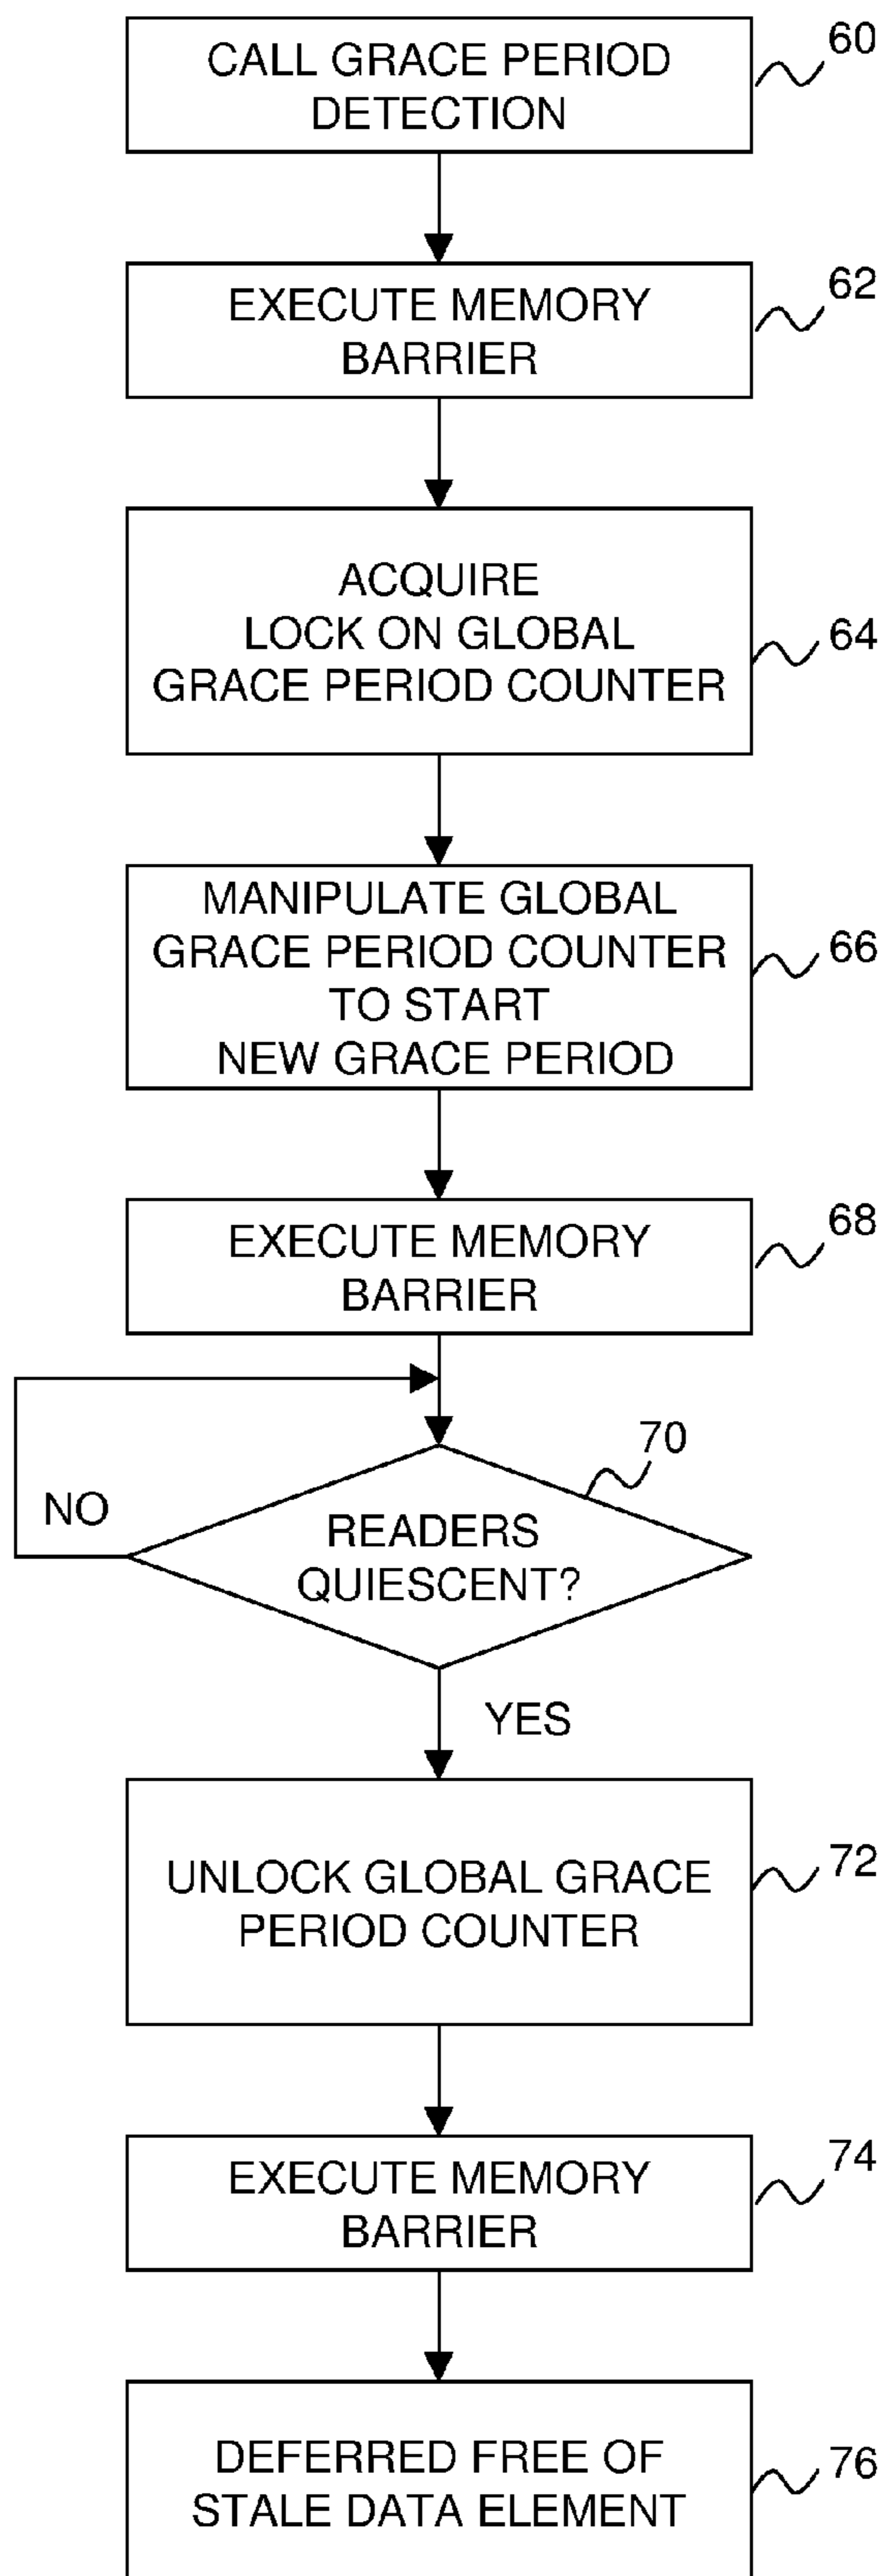 CALL GRACE PERIOD
DETECTION
60
EXECUTE MEMORY
BARRIER
62
ACQUIRE
LOCK ON GLOBAL
GRACE PERIOD COUNTER
64
MANIPULATE GLOBAL
GRACE PERIOD COUNTER
TO START
NEW GRACE PERIOD
66
EXECUTE MEMORY
BARRIER
68
70
NO
READERS
QUIESCENT?
YES
UNLOCK GLOBAL GRACE
PERIOD COUNTER
72
EXECUTE MEMORY
BARRIER
74
DEFERRED FREE OF
STALE DATA ELEMENT
76